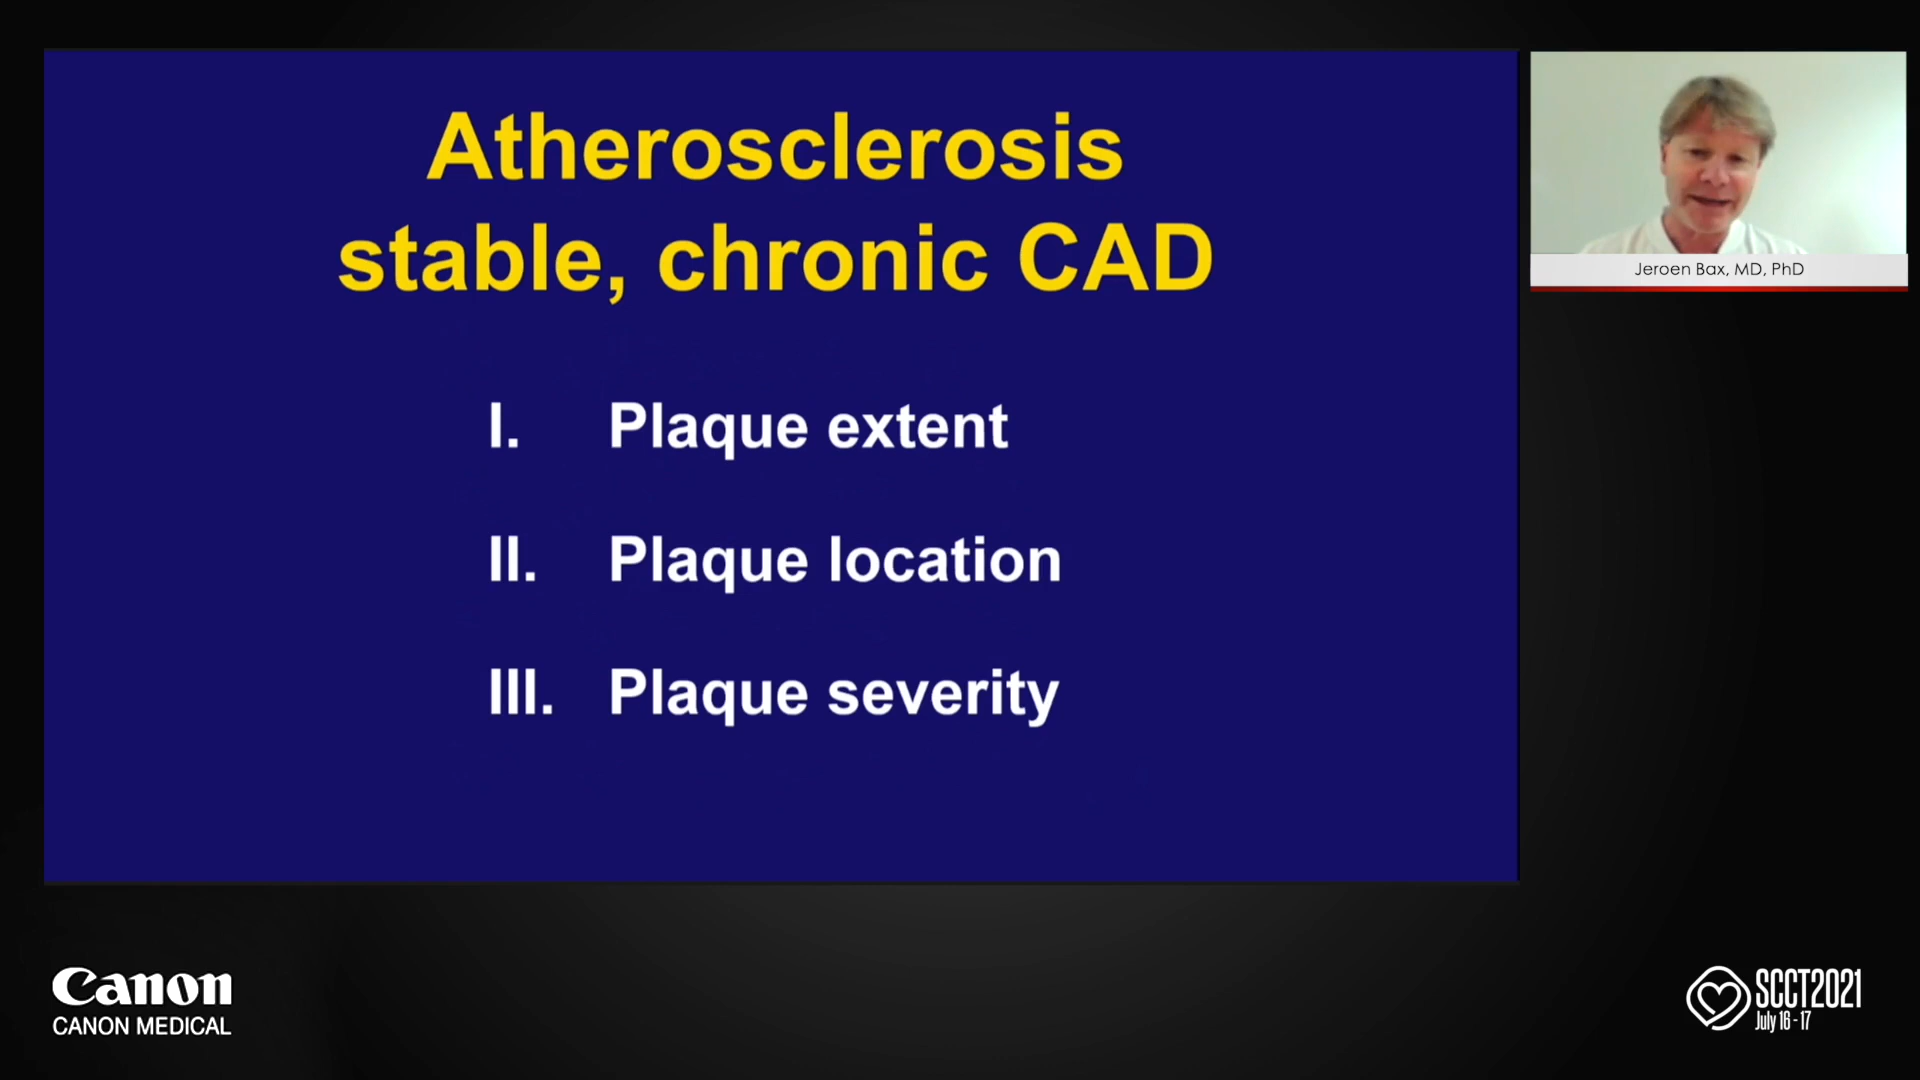 Atherosclerosis
stable, chronic CAD
I. Plaque extent
II. Plaque location
III. Plaque severity
Jeroen Bax, MD, PhD
Canon
CANON MEDICAL
SCCT2021
July 16 - 17